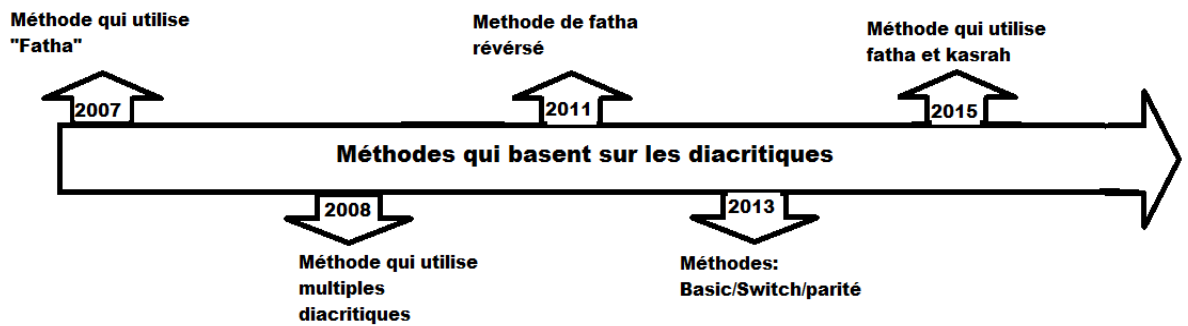 Méthode qui utilise
"Fatha"
2007
Methode de fatha
révérsé
2011
Méthode qui utilise
fatha et kasrah
2015
Méthodes qui basent sur les diacritiques
2008
Méthode qui utilise
multiples
diacritiques
2013
Méthodes:
Basic/Switch/parité